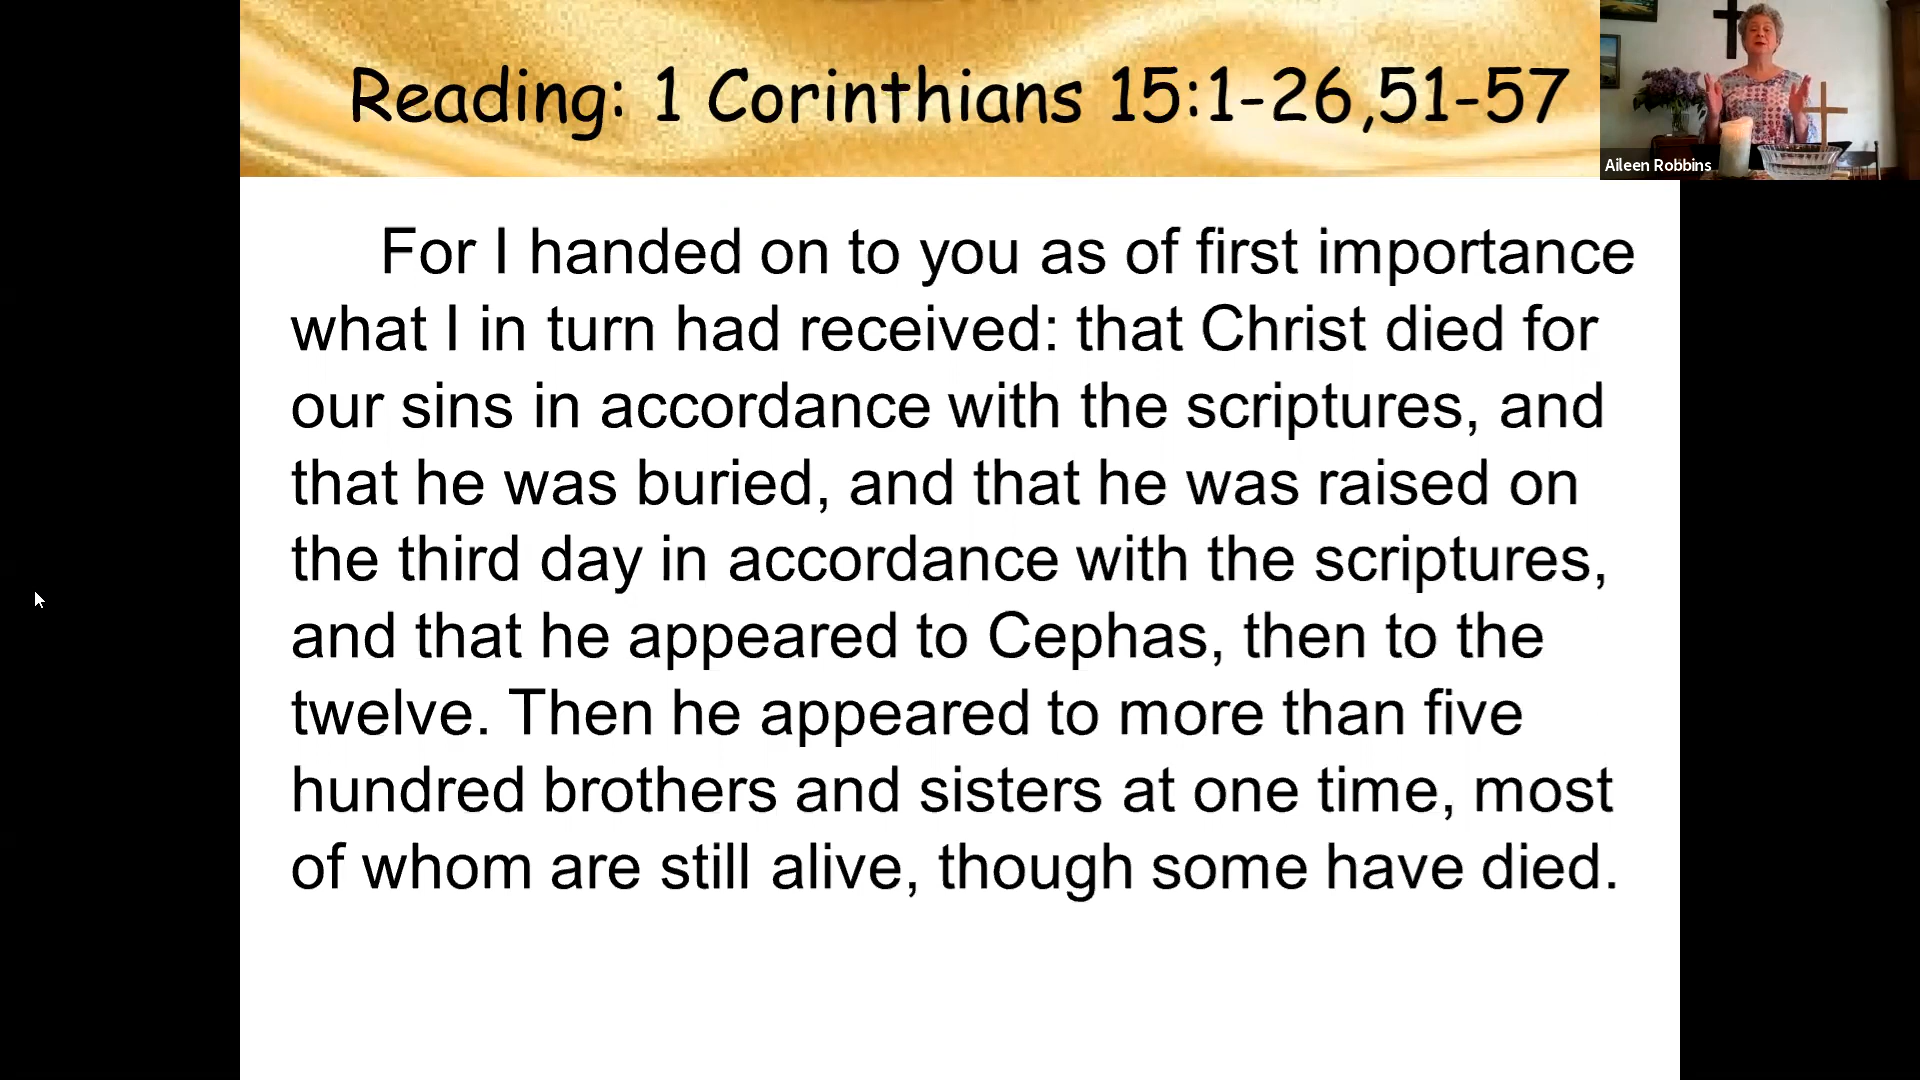 Reading: 1 Corinthians 15:1-26,51-57
Aileen Robbins
For I handed on to you as of first importance
what I in turn had received: that Christ died for
our sins in accordance with the scriptures, and
that he was buried, and that he was raised on
the third day in accordance with the scriptures,
and that he appeared to Cephas, then to the
twelve. Then he appeared to more than five
hundred brothers and sisters at one time, most
of whom are still alive, though some have died.